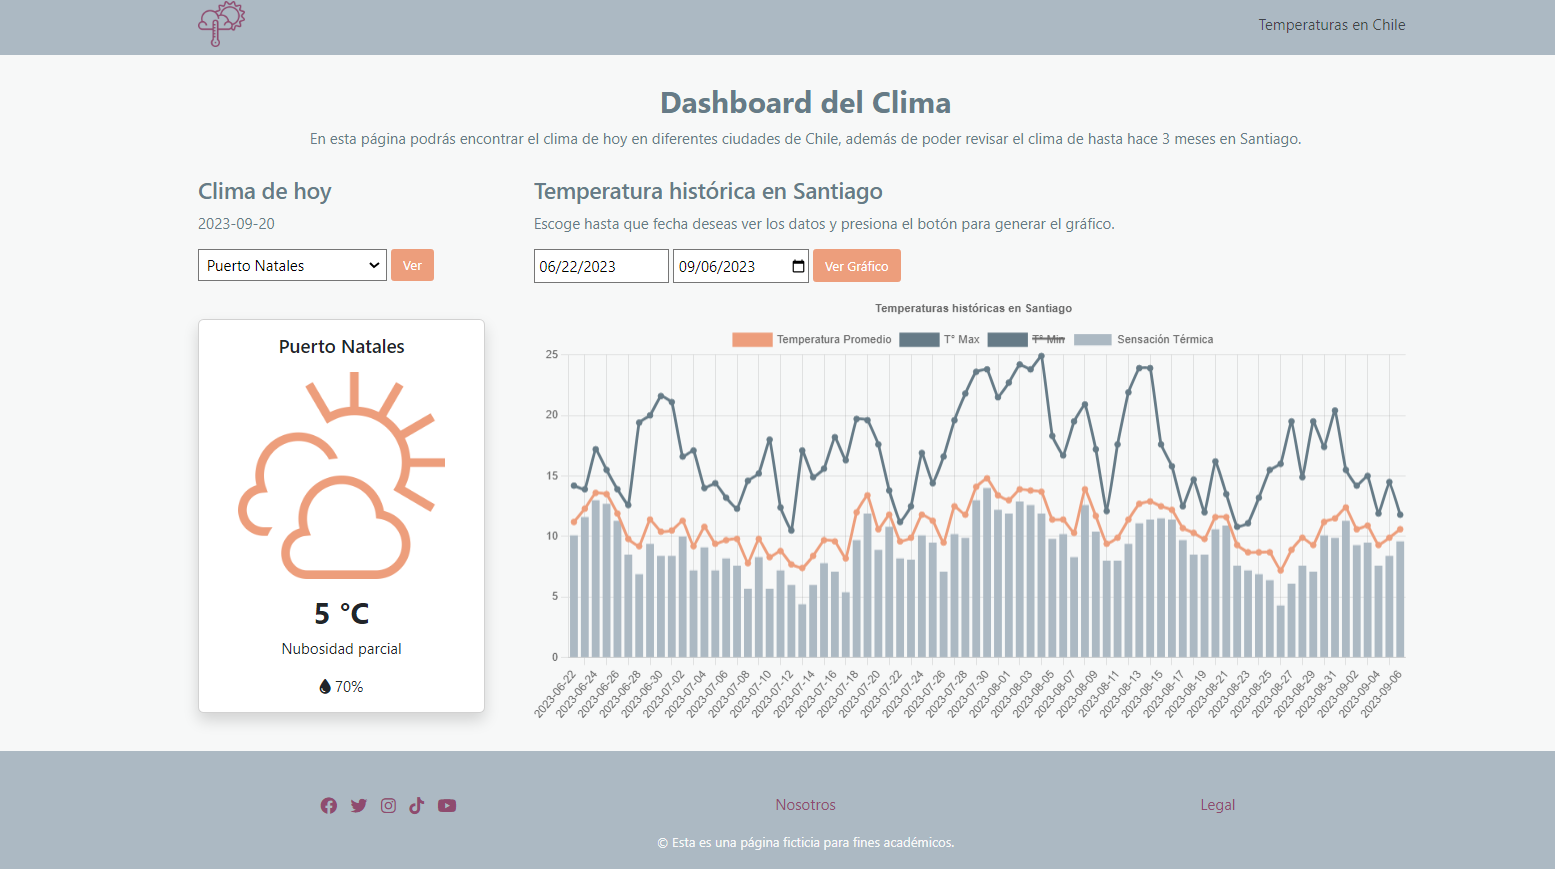 Temperaturas en Chile
Dashboard del Clima
En esta página podrás encontrar el clima de hoy en diferentes ciudades de Chile, además de poder revisar el clima de hasta hace 3 meses en Santiago.
Clima de hoy
2023-09-20
Puerto Natales
Ver
Puerto Natales
5 °C
Nubosidad parcial
70%
Temperatura histórica en Santiago
Escoge hasta que fecha deseas ver los datos y presiona el botón para generar el gráfico.
06/22/2023
09/06/2023
Ver Gráfico
Temperaturas históricas en Santiago
Temperatura Promedio
T° Max
T° Min
Sensación Térmica
25
20
15
10
5
0
2023-06-22
2023-06-24
2023-06-26
2023-06-28
2023-06-30
2023-07-02
2023-07-04
2023-07-06
2023-07-08
2023-07-10
2023-07-12
2023-07-14
2023-07-16
2023-07-18
2023-07-20
2023-07-22
2023-07-24
2023-07-26
2023-07-28
2023-07-30
2023-08-01
2023-08-03
2023-08-05
2023-08-07
2023-08-09
2023-08-11
2023-08-13
2023-08-15
2023-08-17
2023-08-19
2023-08-21
2023-08-23
2023-08-25
2023-08-27
2023-08-29
2023-08-31
2023-09-02
2023-09-04
2023-09-06
Nosotros
Legal
© Esta es una página ficticia para fines académicos.